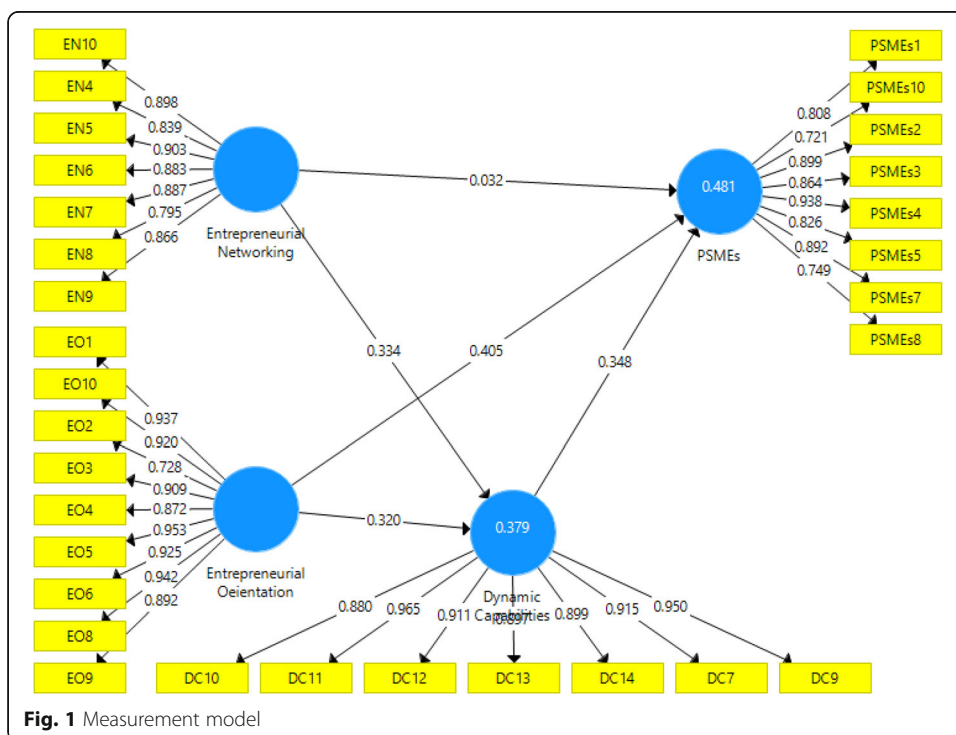 EN10
EN4
EN5
EN6
EN7
EN8
EN9
0.898
0.839
0.903
0.883
0.887
0.795
0.866
Entrepreneurial
Networking
0.032
0.334
0.405
0.348
0.481
PSMEs
0.808
0.721
0.899
0.864
0.938
0.826
0.892
0.749
PSMEs1
PSMEs10
PSMEs2
PSMEs3
PSMEs4
PSMEs5
PSMEs7
PSMEs8
EO1
EO10
EO2
EO3
EO4
EO5
EO6
EO8
EO9
0.937
0.920
0.728
0.909
0.872
0.953
0.925
0.942
0.892
Entrepreneurial
Oeientation
0.320
0.379
Dynamic
Capabilities
0.880
0.965
0.911
0.899
0.915
0.950
DC10
DC11
DC12
DC13
DC14
DC7
DC9
Fig. 1 Measurement model